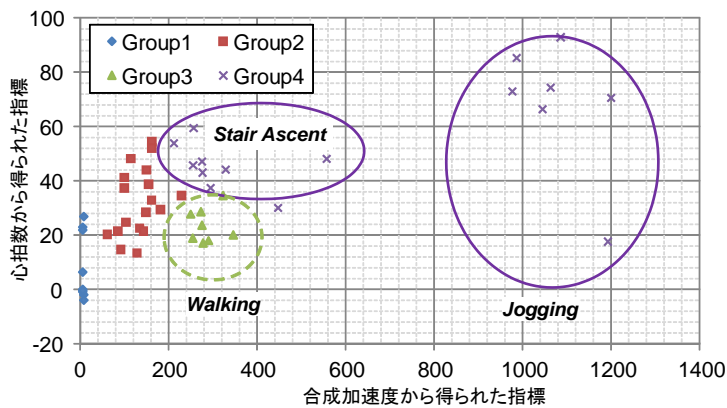 Group1
Group2
Group3
Group4
Stair Ascent
Walking
Jogging
心拍数から得られた指標
100
80
60
40
20
0
-20
0
200
400
600
800
1000
1200
1400
合成加速度から得られた指標